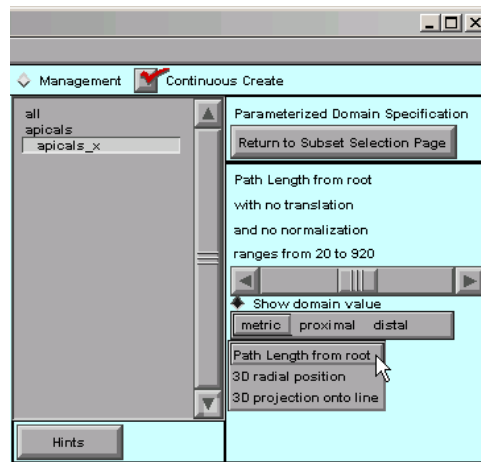 Management Continuous Create
all
apicals
apicals_x
Hints
Parameterized Domain Specification
Return to Subset Selection Page
Path Length from root
with no translation
and no normalization
ranges from 20 to 920
Show domain value
metric proximal distal
Path Length from root
3D radial position
3D projection onto line